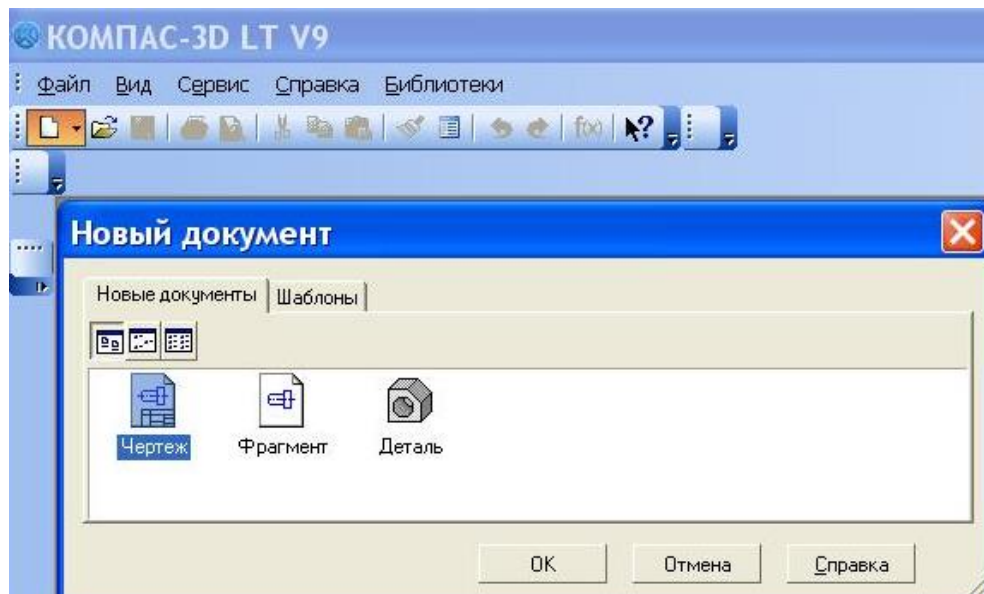 КОМПАС-3D LT V9
Файл Вид Сервис Справка Библиотеки
f(x) ?
Новый документ
Новые документы Шаблоны
Чертеж Фрагмент Деталь
OK Отмена Справка